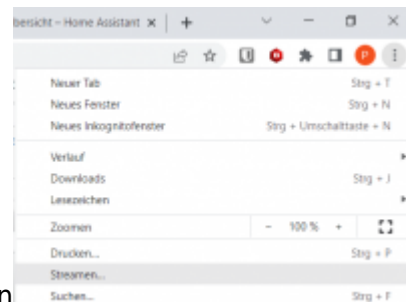 bersicht – Home Assistant
P
Neuer Tab Strg + T
Neues Fenster Strg + N
Neues Inkognitofenster Strg + Umschalttaste + N
Verlauf
Downloads Strg + J
Lesezeichen
Zoomen - 100 % +
Drucken... Strg + P
Streamen...
Suchen... Strg + F
n